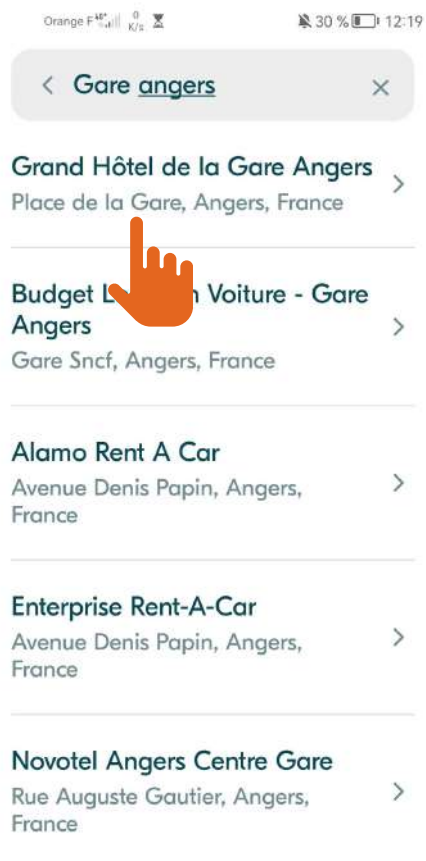 Orange F 4G+ 0 K/s 30 % 12:19
Gare angers
Grand Hôtel de la Gare Angers
Place de la Gare, Angers, France
Budget Voiture - Gare
Angers
Gare Sncf, Angers, France
Alamo Rent A Car
Avenue Denis Papin, Angers,
France
Enterprise Rent-A-Car
Avenue Denis Papin, Angers,
France
Novotel Angers Centre Gare
Rue Auguste Gautier, Angers,
France